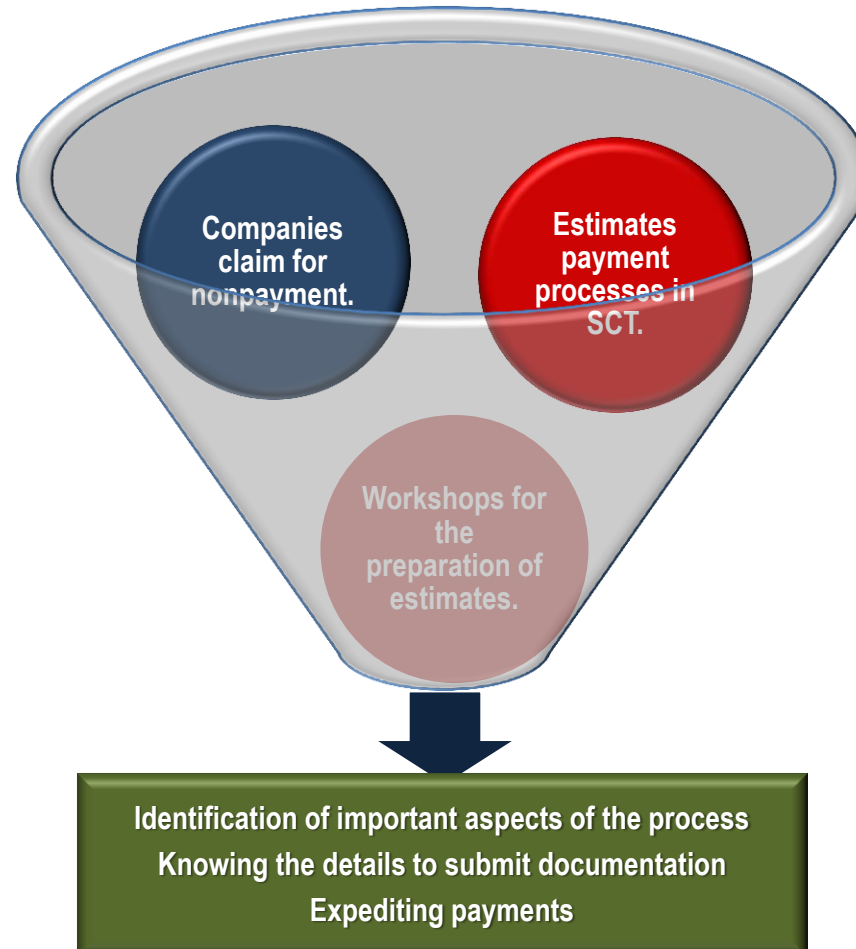 Companies
claim for
nonpayment.
Estimates
payment
processes in
SCT.
Workshops for
the
preparation of
estimates.
Identification of important aspects of the process
Knowing the details to submit documentation
Expediting payments